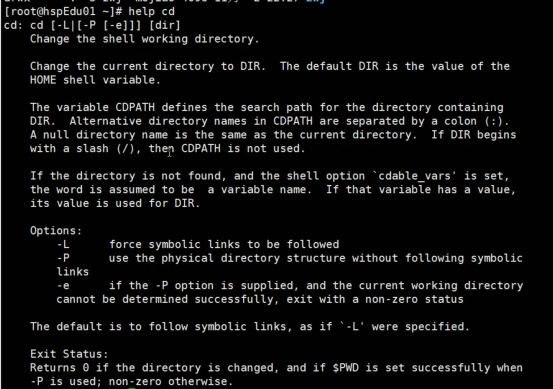 [root@hspEdu01 ~]# help cd
cd: cd [-L|[-P [-e]]] [dir]
    Change the shell working directory.

    Change the current directory to DIR.  The default DIR is the value of the
    HOME shell variable.

    The variable CDPATH defines the search path for the directory containing
    DIR.  Alternative directory names in CDPATH are separated by a colon (:).
    A null directory name is the same as the current directory.  If DIR begins
    with a slash (/), then CDPATH is not used.

    If the directory is not found, and the shell option `cdable_vars' is set,
    the word is assumed to be  a variable name.  If that variable has a value,
    its value is used for DIR.

    Options:
        -L      force symbolic links to be followed
        -P      use the physical directory structure without following symbolic
        links
        -e      if the -P option is supplied, and the current working directory
        cannot be determined successfully, exit with a non-zero status

    The default is to follow symbolic links, as if `-L' were specified.

    Exit Status:
    Returns 0 if the directory is changed, and if $PWD is set successfully when
    -P is used; non-zero otherwise.